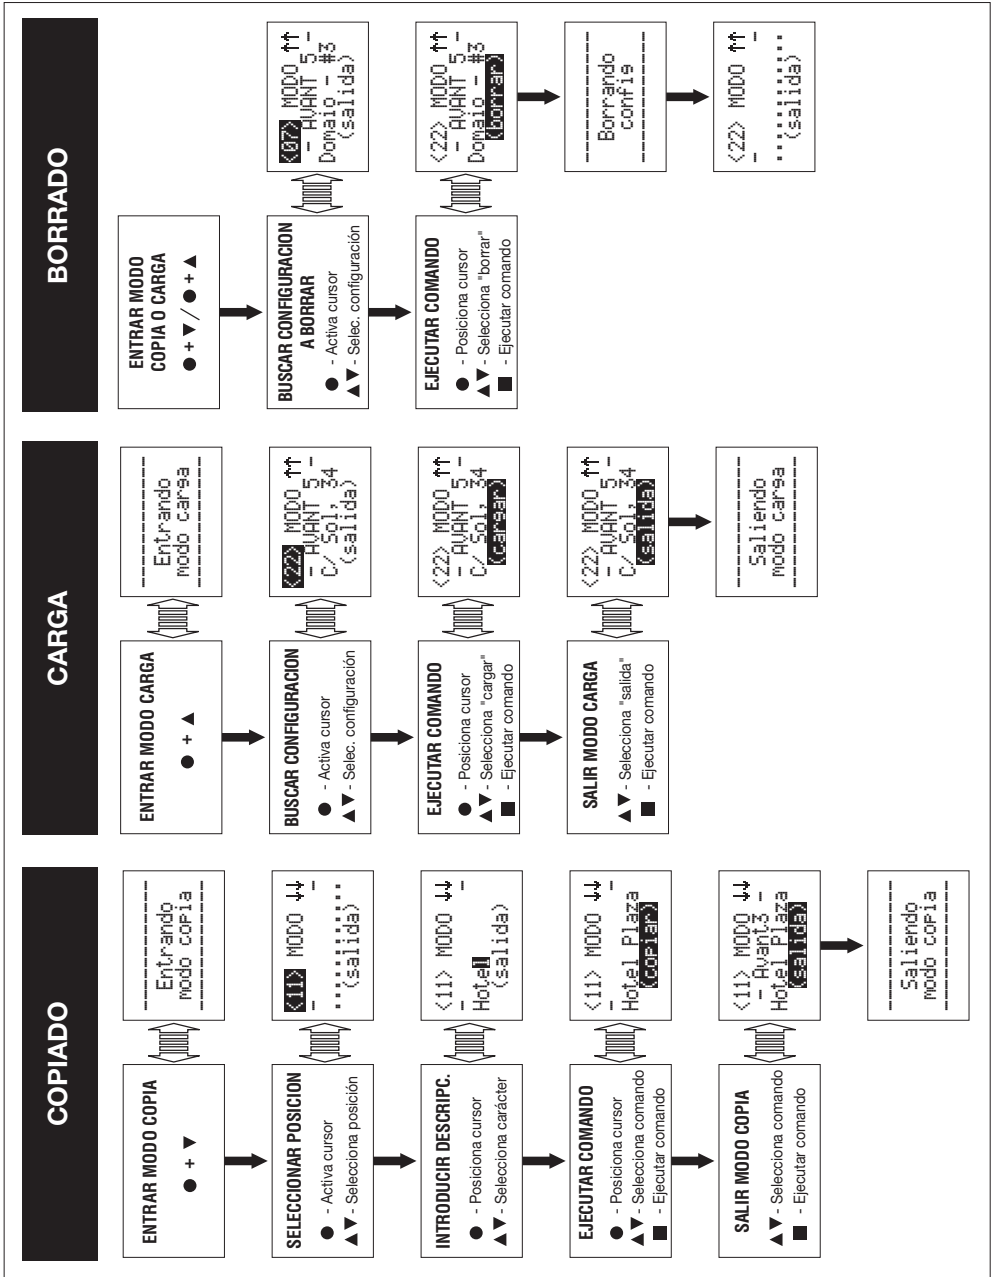 COPIADO
ENTRAR MODO COPIA
● + ▼
----------------
Entrando
modo copia
----------------
SELECIONAR POSICION
● - Activa cursor
▲▼- Selecciona posición
<11> MODO ↓↓
-              -
................
(salida)
INTRODUCIR DESCRIPC.
● - Posiciona cursor
▲▼- Selecciona carácter
<11> MODO ↓↓
-              -
Hotel
(salida)
EJECUTAR COMANDO
● - Posiciona cursor
▲▼- Selecciona comando
■ - Ejecutar comando
<11> MODO ↓↓
-              -
Hotel Plaza
(copiar)
SALIR MODO COPIA
▲▼- Selecciona comando
■ - Ejecutar comando
<11> MODO ↓↓
- Avant3 -
Hotel Plaza
(salida)
----------------
Saliendo
modo copia
----------------
CARGA
ENTRAR MODO CARGA
● + ▲
----------------
Entrando
modo carga
----------------
BUSCAR CONFIGURACION
● - Activa cursor
▲▼- Selec. configuración
<22> MODO ↑↑
- AVANT 5 -
C/ Sol, 34
(salida)
EJECUTAR COMANDO
● - Posiciona cursor
▲▼- Selecciona "cargar"
■ - Ejecutar comando
<22> MODO ↑↑
- AVANT 5 -
C/ Sol, 34
(cargar)
SALIR MODO CARGA
▲▼- Selecciona "salida"
■ - Ejecutar comando
<22> MODO ↑↑
- AVANT 5 -
C/ Sol, 34
(salida)
----------------
Saliendo
modo carga
----------------
BORRADO
ENTRAR MODO
COPIA O CARGA
● + ▼ / ● + ▲
BUSCAR CONFIGURACION
A BORRAR
● - Activa cursor
▲▼- Selec. configuración
<07> MODO ↑↑
- AVANT 5 -
Domaio - #3
(salida)
EJECUTAR COMANDO
● - Posiciona cursor
▲▼- Selecciona "borrar"
■ - Ejecutar comando
<22> MODO ↑↑
- AVANT 5 -
Domaio - #3
(borrar)
----------------
Borrando
config
----------------
<22> MODO ↑↑
-              -
................
(salida)